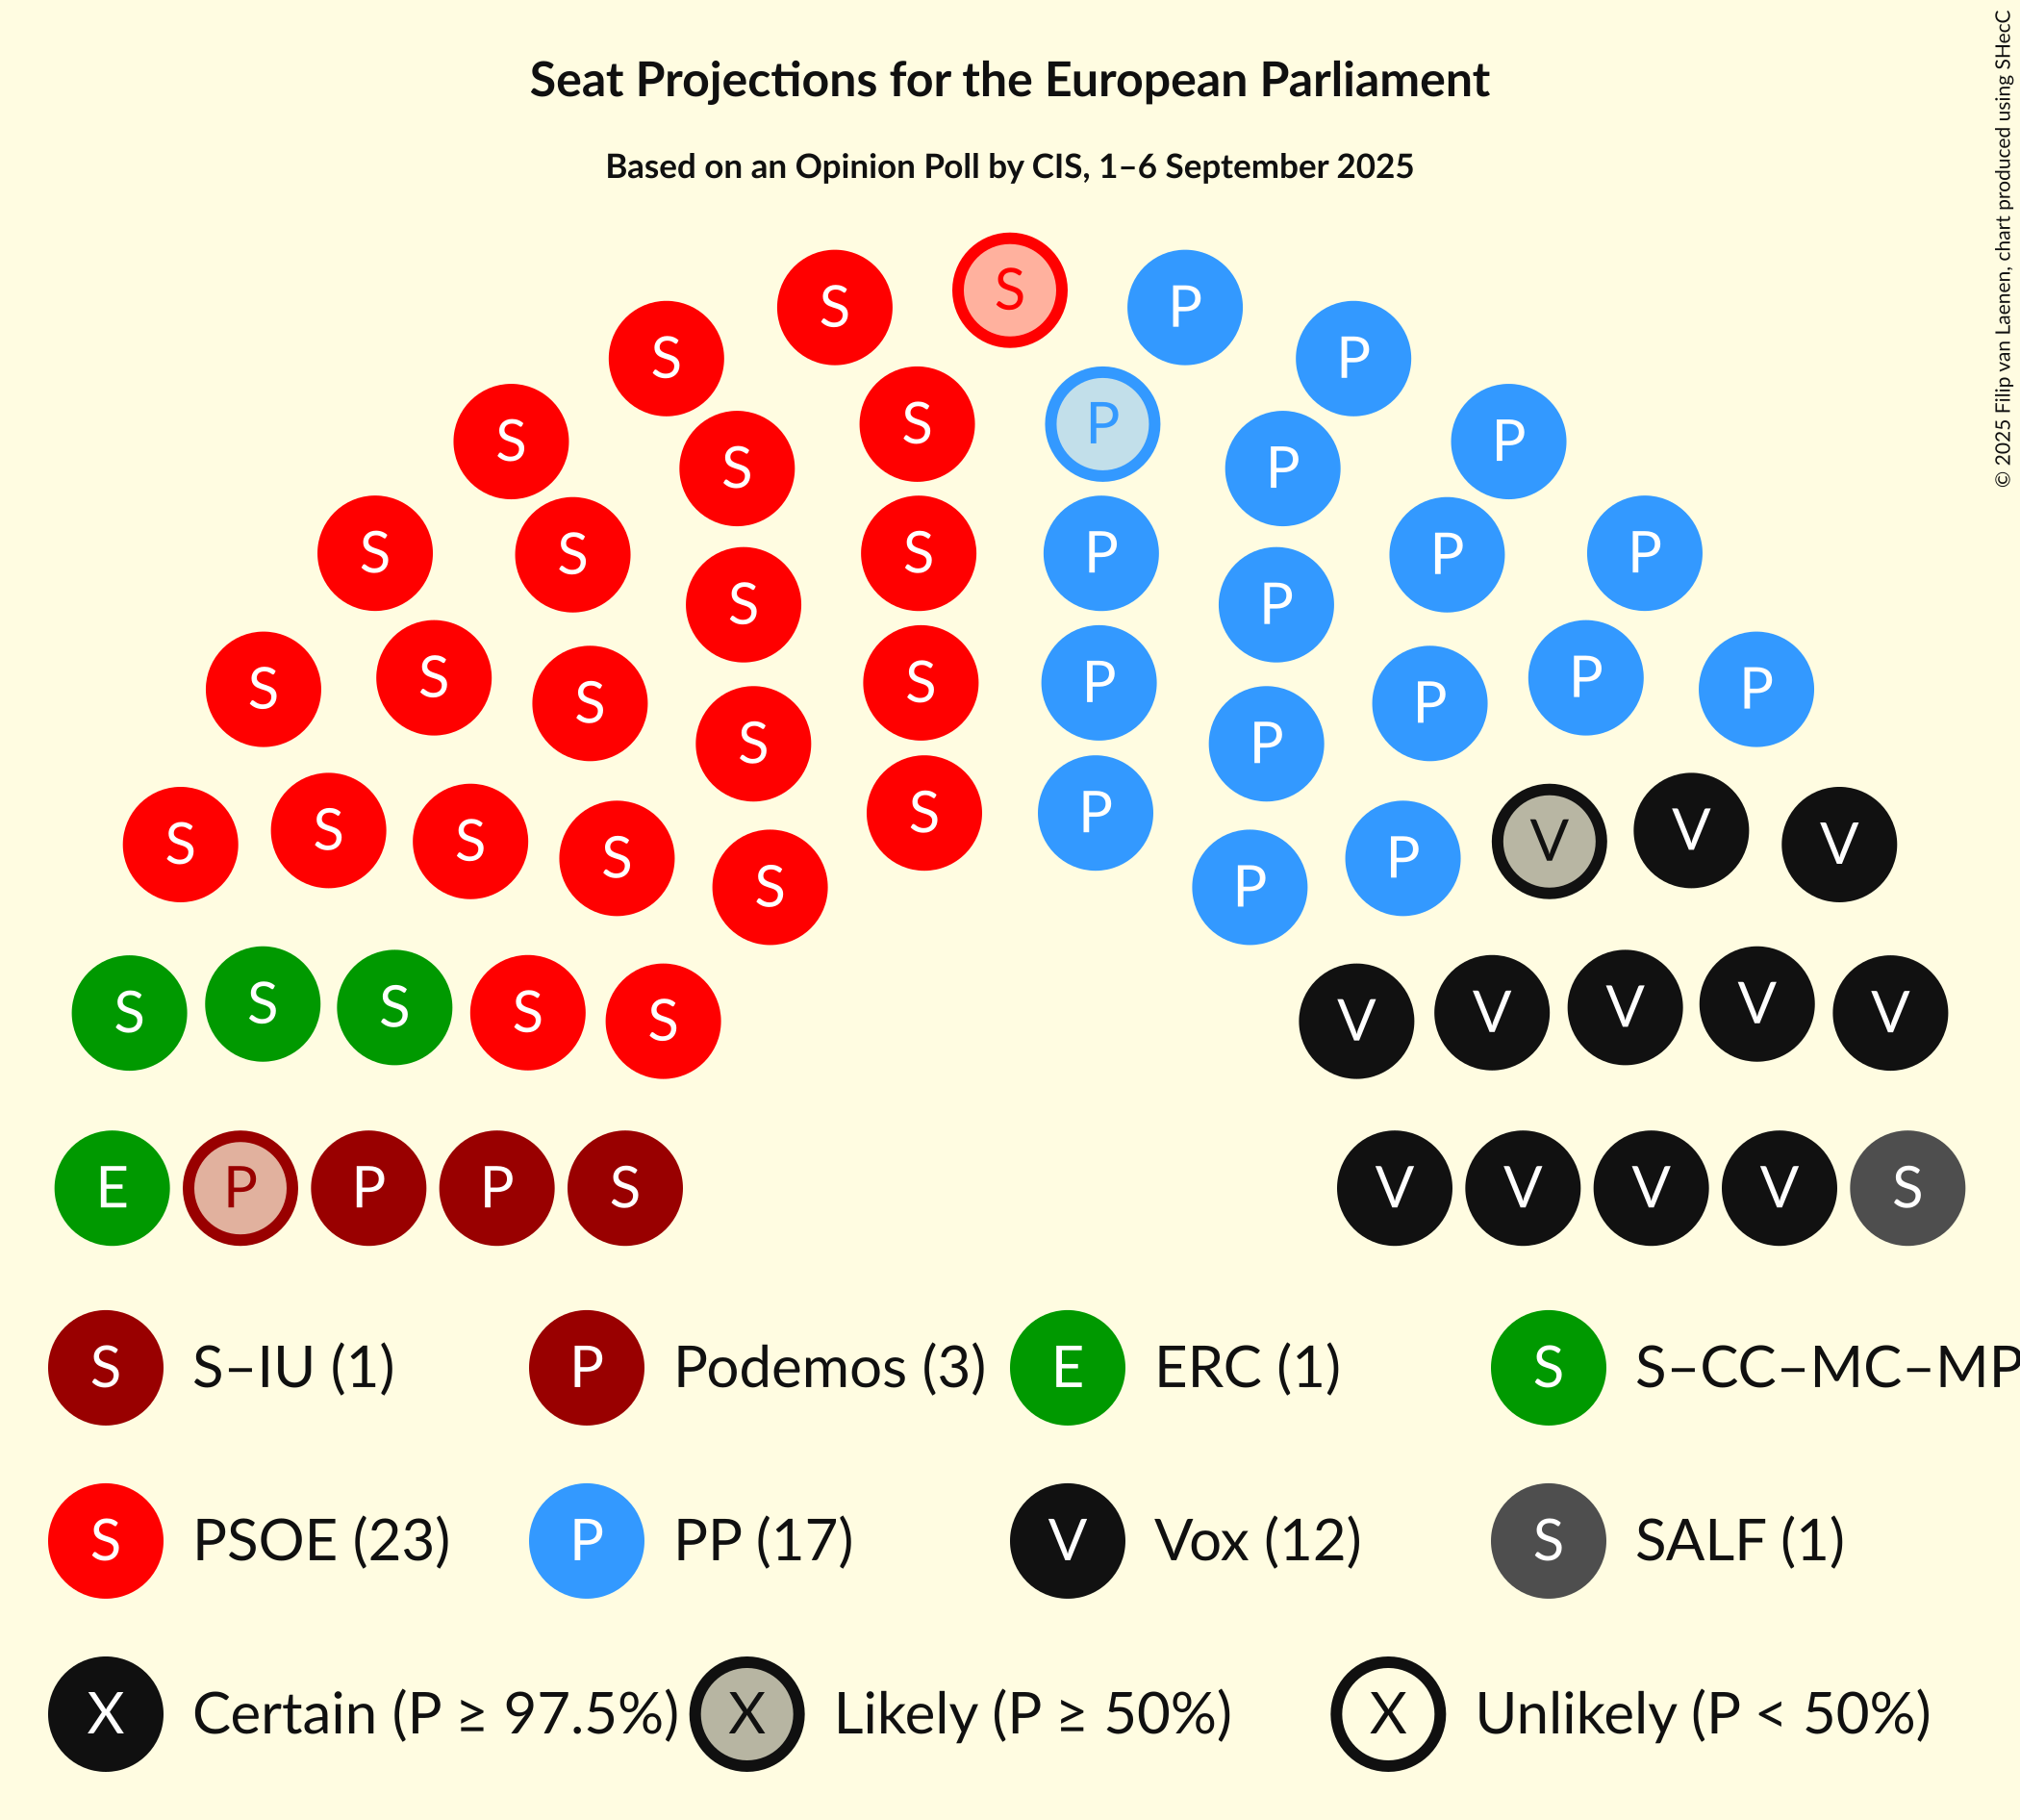 Seat Projections for the European Parliament
Based on an Opinion Poll by CIS, 1–6 September 2025
© 2025 Filip van Laenen, chart produced using SHecC
S
S S
S P
S S P P
S S P P
S S P P
S S P P
S S P P
S S P P
S S P P
S S P P
S S P P
S S S S S P P V V V
S S S S S V V V V V
E P P P S V V V V S
S S–IU (1) P Podemos (3) E ERC (1) S S–CC–MC–MP
S PSOE (23) P PP (17) V Vox (12) S SALF (1)
X Certain (P ≥ 97.5%) X Likely (P ≥ 50%) X Unlikely (P < 50%)